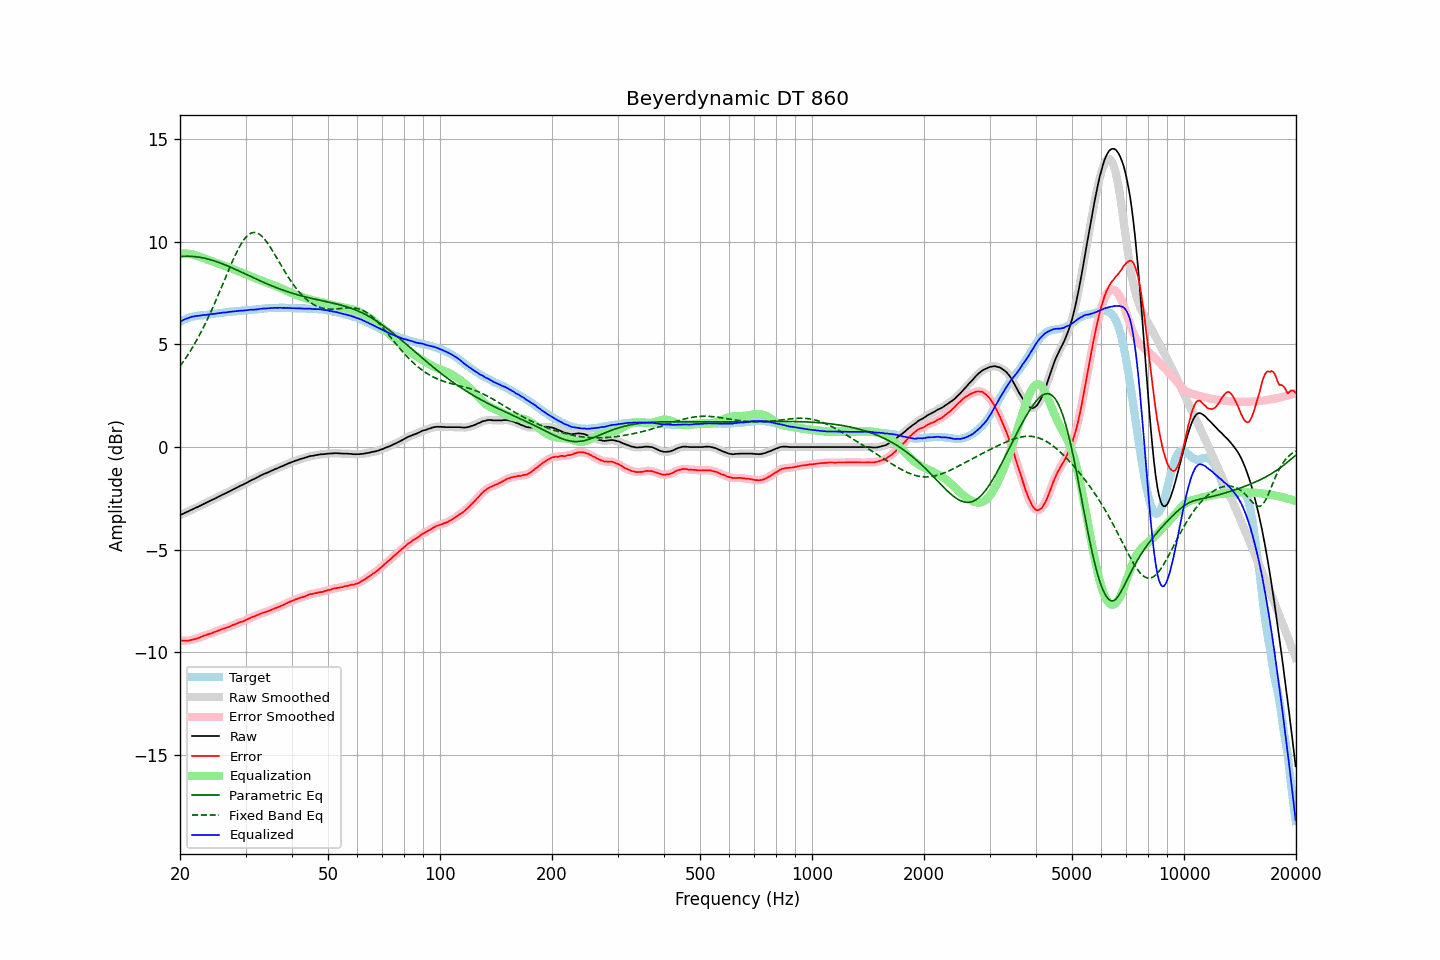 Beyerdynamic DT 860
Amplitude (dBr)
15
10
5
0
−5
−10
−15
Target
Raw Smoothed
Error Smoothed
Raw
Error
Equalization
Parametric Eq
Fixed Band Eq
Equalized
20 50 100 200 500 1000 2000 5000 10000 20000
Frequency (Hz)